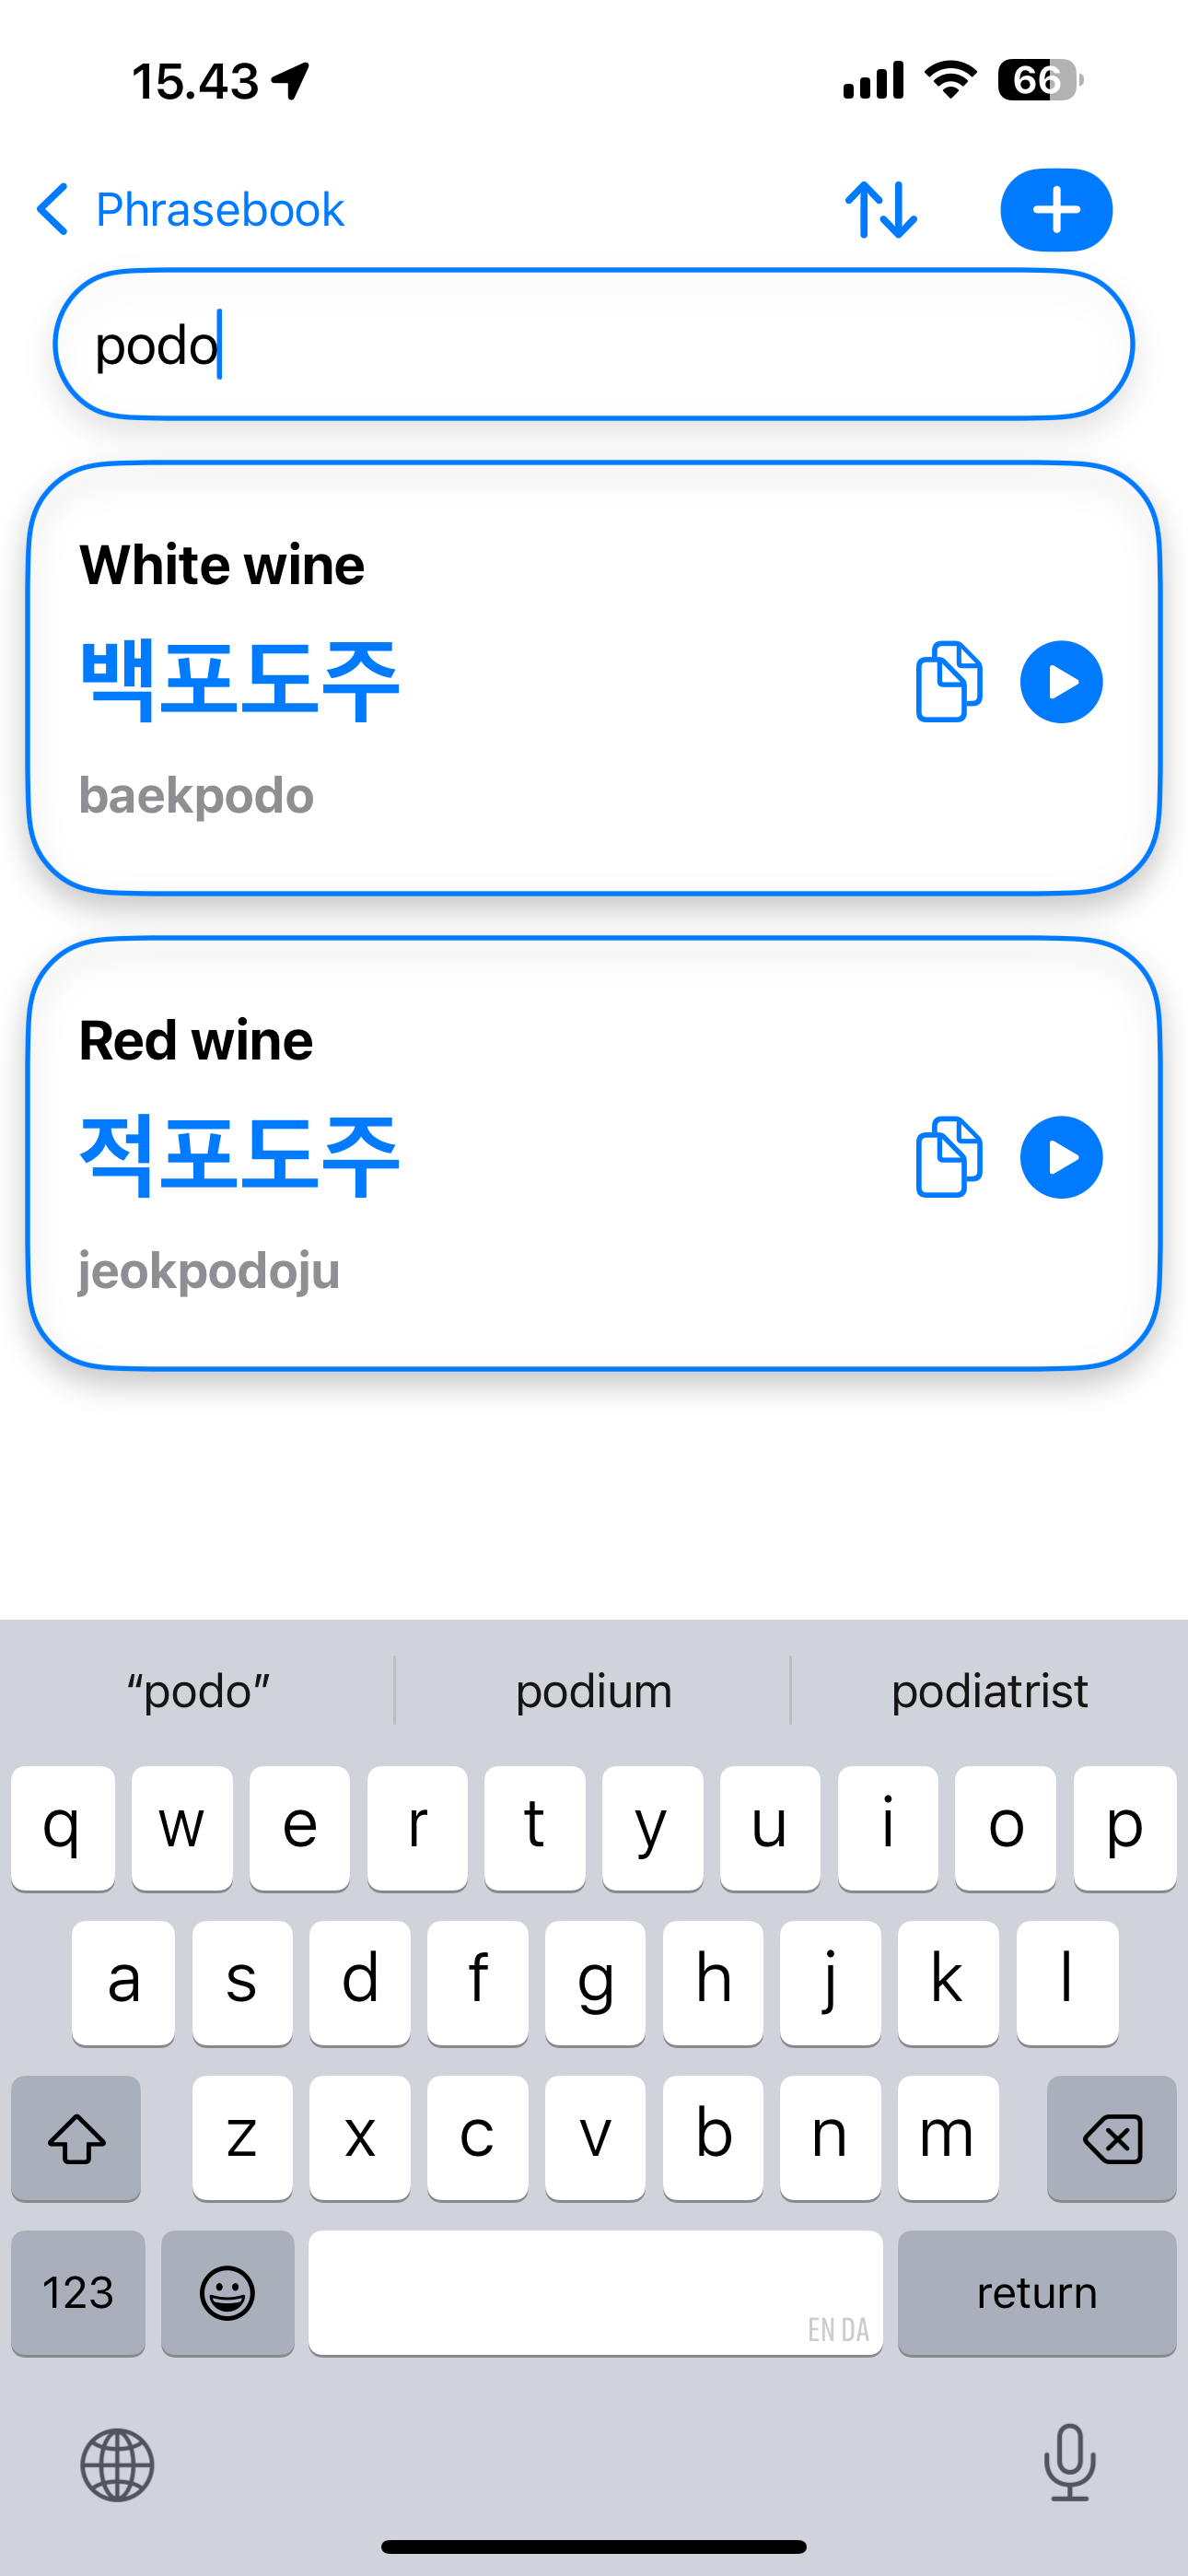 15.43
66
Phrasebook
podo
White wine
백포도주
baekpodo
Red wine
적포도주
jeokpodoju
“podo” podium podiatrist
q w e r t y u i o p
a s d f g h j k l
z x c v b n m
123 EN DA return